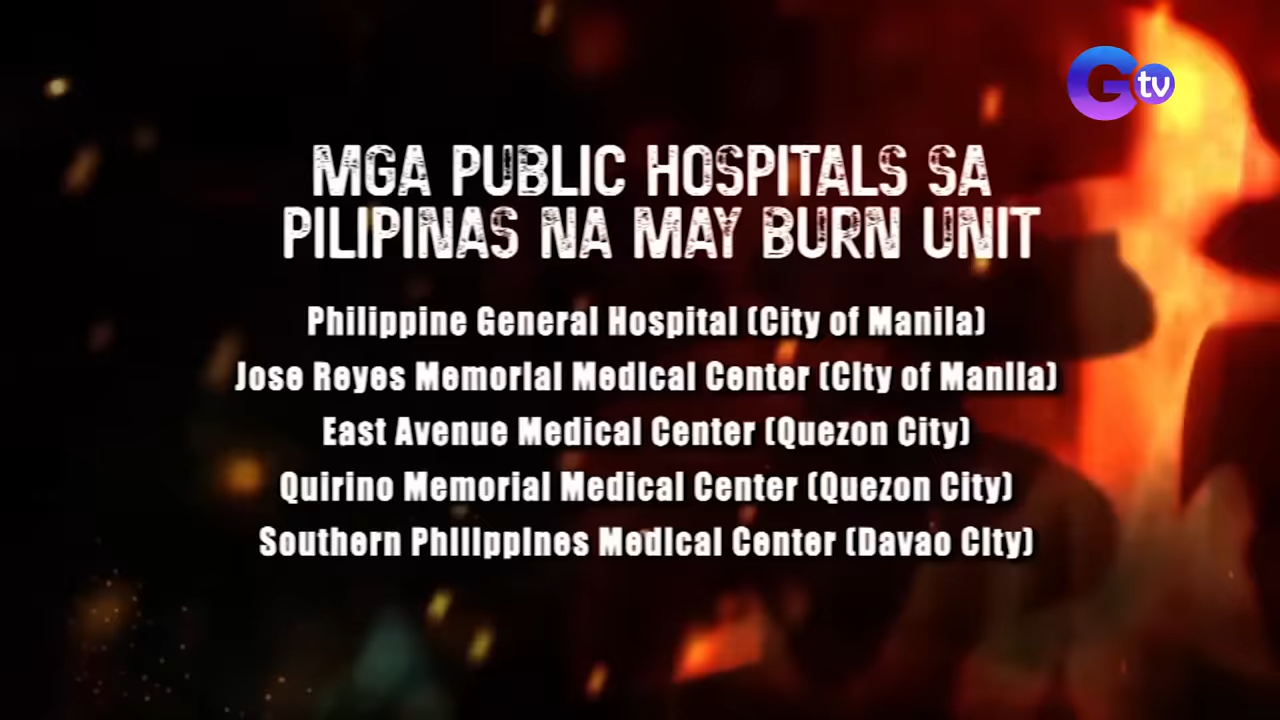 Gtv
MGA PUBLIC HOSPITALS SA
PILIPINAS NA MAY BURN UNIT
Philippine General Hospital (City of Manila)
Jose Reyes Memorial Medical Center (City of Manila)
East Avenue Medical Center (Quezon City)
Quirino Memorial Medical Center (Quezon City)
Southern Philippines Medical Center (Davao City)